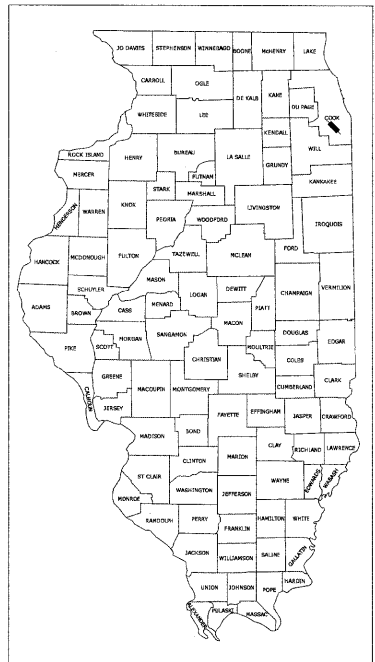 JO DAVIES STEPHENSON WINNEBAGO BOONE McHENRY LAKE
CARROLL OGLE
DE KALB KANE
DU PAGE COOK
WHITESIDE LEE
KENDALL WILL
ROCK ISLAND HENRY BUREAU LA SALLE GRUNDY
MERCER PUTNAM
KANKAKEE
STARK MARSHALL
HENDERSON WARREN KNOX LIVINGSTON
PEORIA WOODFORD IROQUOIS
FORD
HANCOCK MCDONOUGH FULTON TAZEWELL McLEAN
MASON
SCHUYLER LOGAN DEWITT CHAMPAIGN VERMILION
ADAMS CASS MENARD PIATT
BROWN MACON
SANGAMON DOUGLAS
PIKE SCOTT MORGAN MOULTRIE EDGAR
CHRISTIAN COLES
GREENE SHELBY
MACOUPIN MONTGOMERY CUMBERLAND CLARK
CALHOUN JERSEY
FAYETTE EFFINGHAM JASPER CRAWFORD
BOND
MADISON CLAY
MARION RICHLAND LAWRENCE
CLINTON
ST CLAIR WAYNE EDWARDS WABASH
WASHINGTON JEFFERSON
MONROE
RANDOLPH PERRY HAMILTON WHITE
FRANKLIN
JACKSON WILLIAMSON SALINE GALLATIN
UNION JOHNSON POPE HARDIN
ALEXANDER PULASKI MASSAC